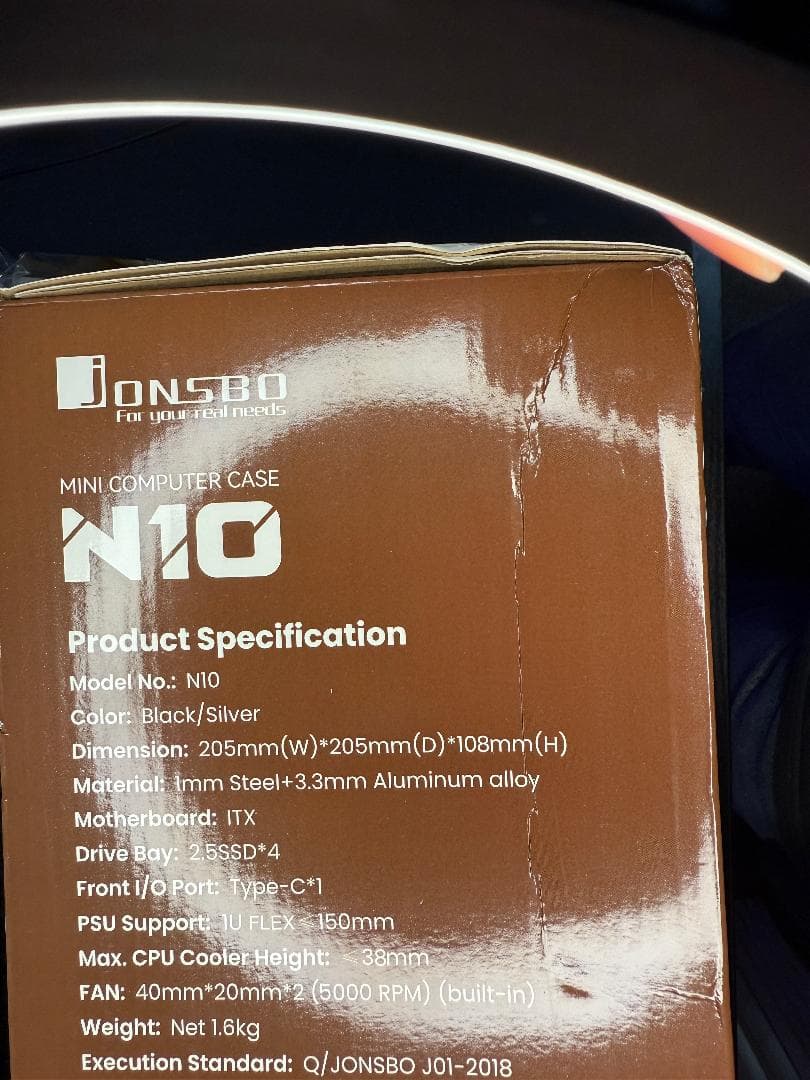 JONSBO
For your real needs
MINI COMPUTER CASE
N10
Product Specification
Model No.: N10
Color: Black/Silver
Dimension: 205mm(W)*205mm(D)*108mm(H)
Material: 1mm Steel+3.3mm Aluminum alloy
Motherboard: ITX
Drive Bay: 2.5SSD*4
Front I/O Port: Type-C*1
PSU Support: 1U FLEX<150mm
Max. CPU Cooler Height: <38mm
FAN: 40mm*20mm*2 (5000 RPM) (built-in)
Weight: Net 1.6kg
Execution Standard: Q/JONSBO J01-2018